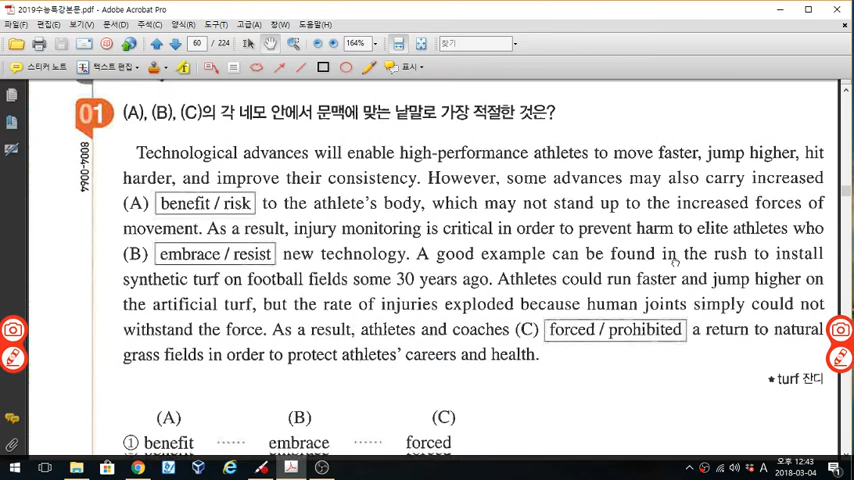 2019수능특강본문.pdf - Adobe Acrobat Pro
파일(F) 편집(E) 보기(V) 문서(D) 주석(C) 양식(R) 도구(T) 고급(A) 창(W) 도움말(H)
60 / 224 164% 찾기
스티커 노트 텍스트 편집 표시
01 (A), (B), (C)의 각 네모 안에서 문맥에 맞는 낱말로 가장 적절한 것은?
8004-0064
Technological advances will enable high-performance athletes to move faster, jump higher, hit
harder, and improve their consistency. However, some advances may also carry increased
(A) benefit / risk to the athlete's body, which may not stand up to the increased forces of
movement. As a result, injury monitoring is critical in order to prevent harm to elite athletes who
(B) embrace / resist new technology. A good example can be found in the rush to install
synthetic turf on football fields some 30 years ago. Athletes could run faster and jump higher on
the artificial turf, but the rate of injuries exploded because human joints simply could not
withstand the force. As a result, athletes and coaches (C) forced / prohibited a return to natural
grass fields in order to protect athletes' careers and health.
* turf 잔디
(A) (B) (C)
① benefit ...... embrace ...... forced
A 오후 12:43
2018-03-04